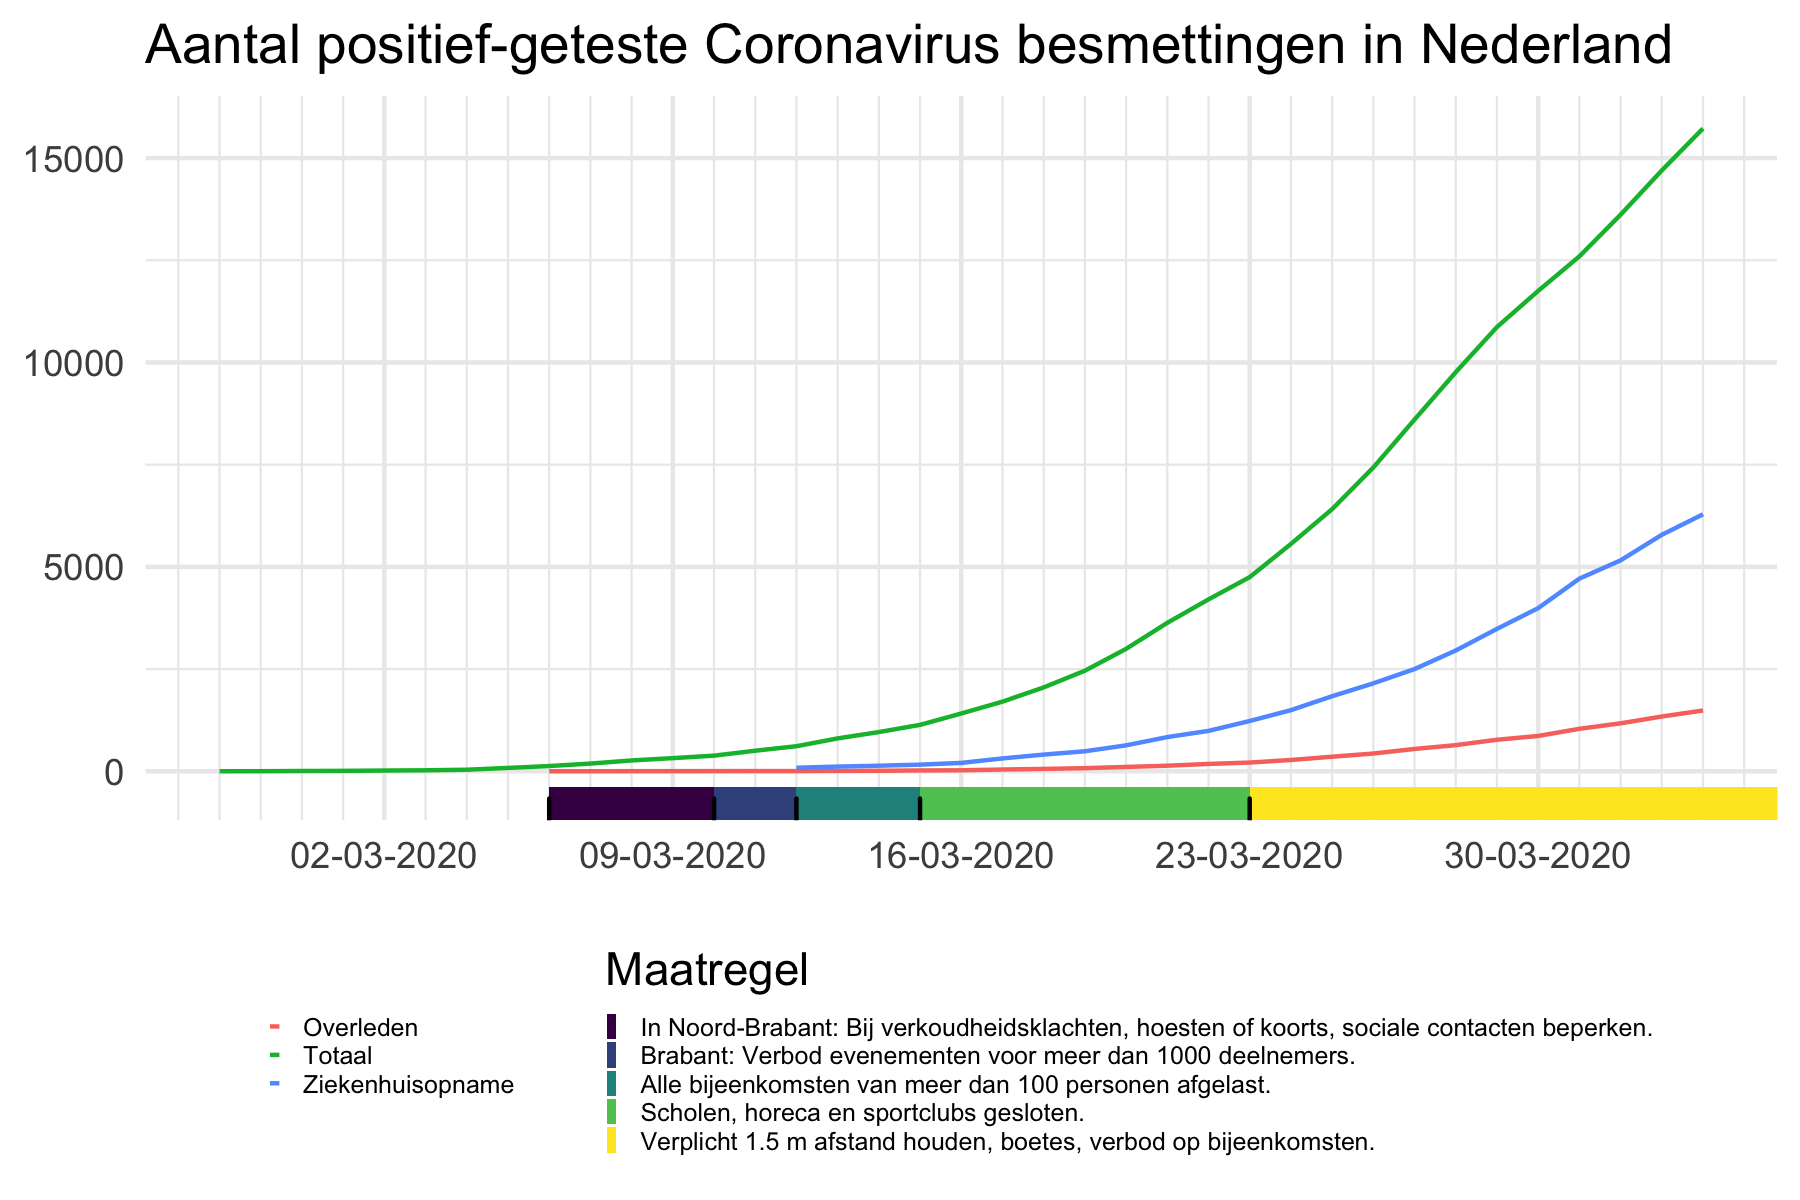 Aantal positief-geteste Coronavirus besmettingen in Nederland
15000
10000
5000
0
02-03-2020 09-03-2020 16-03-2020 23-03-2020 30-03-2020
Maatregel
Overleden
Totaal
Ziekenhuisopname
In Noord-Brabant: Bij verkoudheidsklachten, hoesten of koorts, sociale contacten beperken.
Brabant: Verbod evenementen voor meer dan 1000 deelnemers.
Alle bijeenkomsten van meer dan 100 personen afgelast.
Scholen, horeca en sportclubs gesloten.
Verplicht 1.5 m afstand houden, boetes, verbod op bijeenkomsten.